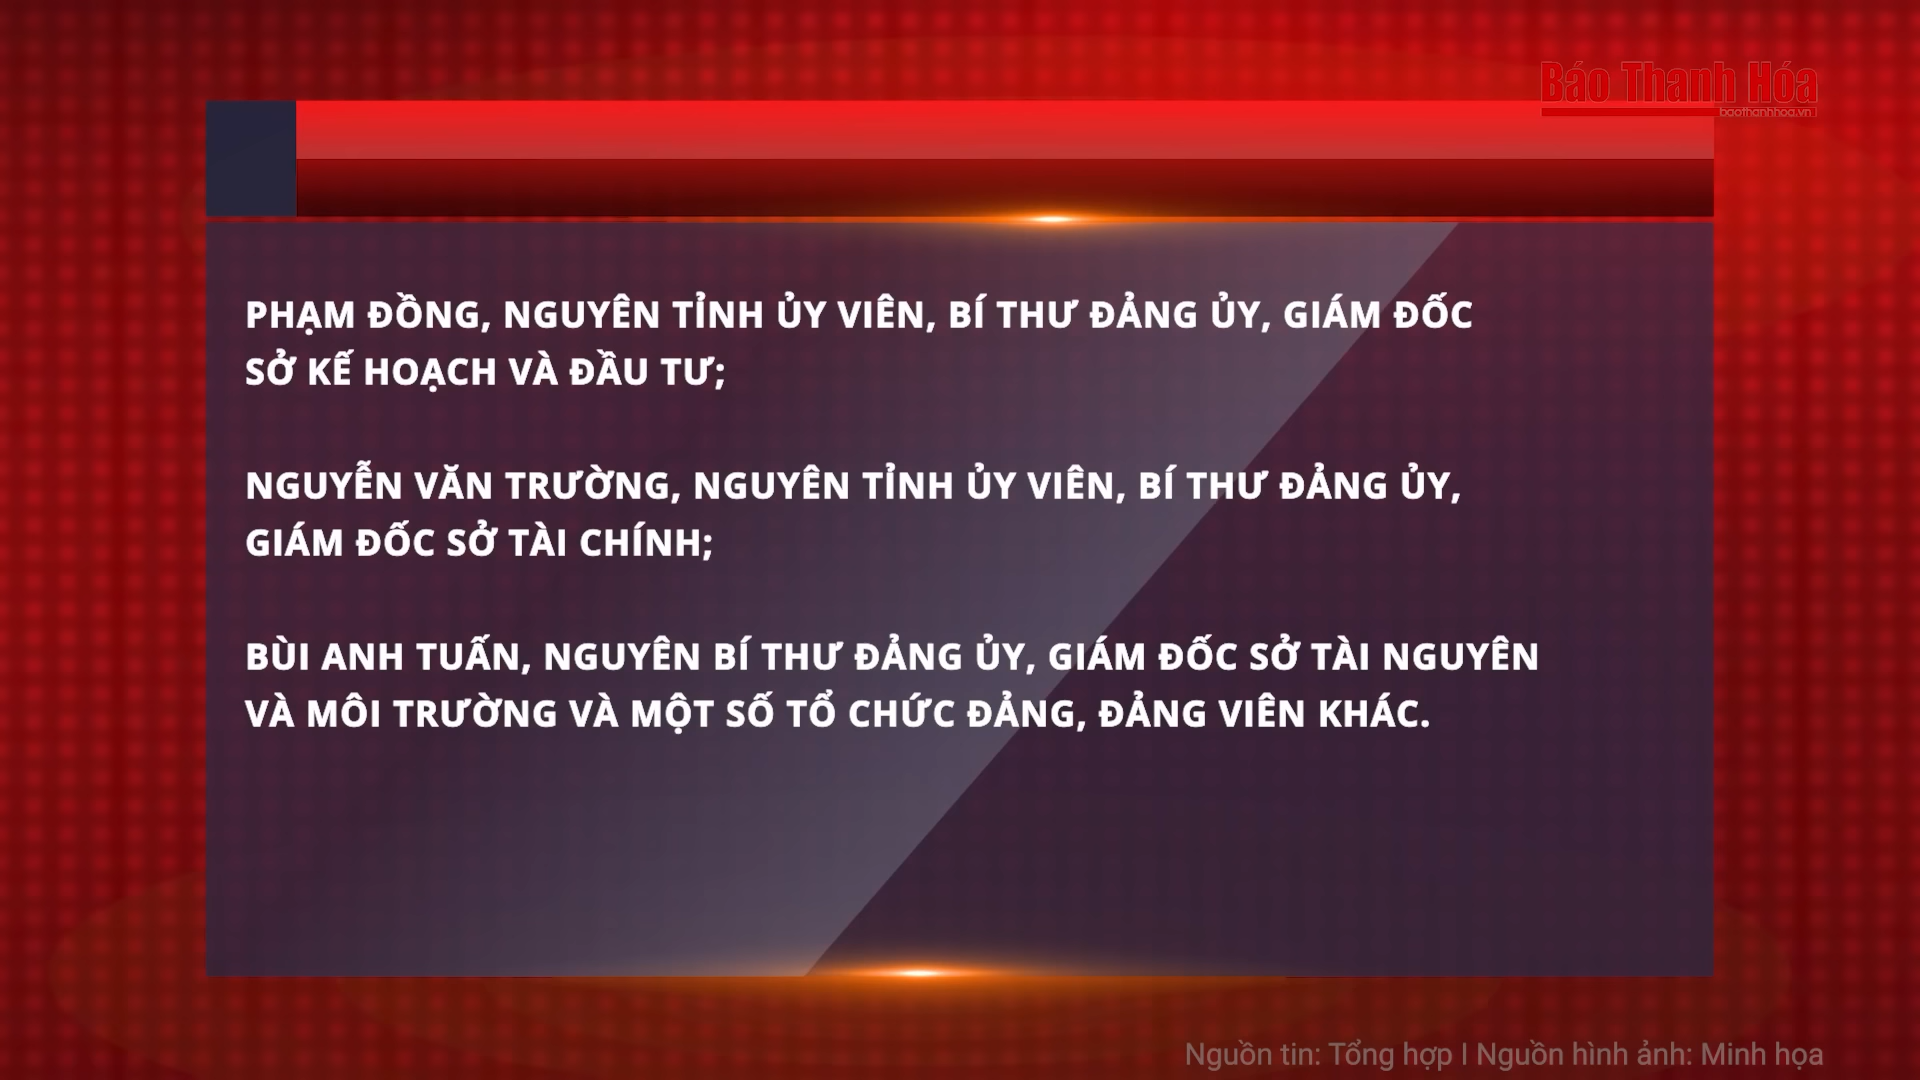 Báo Thanh Hóa
baothanhhoa.vn
PHẠM ĐỒNG, NGUYÊN TỈNH ỦY VIÊN, BÍ THƯ ĐẢNG ỦY, GIÁM ĐỐC
SỞ KẾ HOẠCH VÀ ĐẦU TƯ;
NGUYỄN VĂN TRƯỜNG, NGUYÊN TỈNH ỦY VIÊN, BÍ THƯ ĐẢNG ỦY,
GIÁM ĐỐC SỞ TÀI CHÍNH;
BÙI ANH TUẤN, NGUYÊN BÍ THƯ ĐẢNG ỦY, GIÁM ĐỐC SỞ TÀI NGUYÊN
VÀ MÔI TRƯỜNG VÀ MỘT SỐ TỔ CHỨC ĐẢNG, ĐẢNG VIÊN KHÁC.
Nguồn tin: Tổng hợp I Nguồn hình ảnh: Minh họa